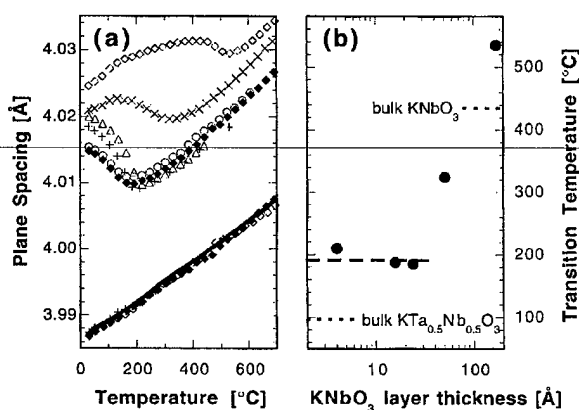 (a)
Plane Spacing [Å]
4.03
4.02
4.01
4.00
3.99
0 200 400 600
Temperature [°C]
(b)
bulk KNbO₃
bulk KTa₀.₅Nb₀.₅O₃
500
400
300
200
100
Transition Temperature [°C]
10 100
KNbO₃ layer thickness [Å]